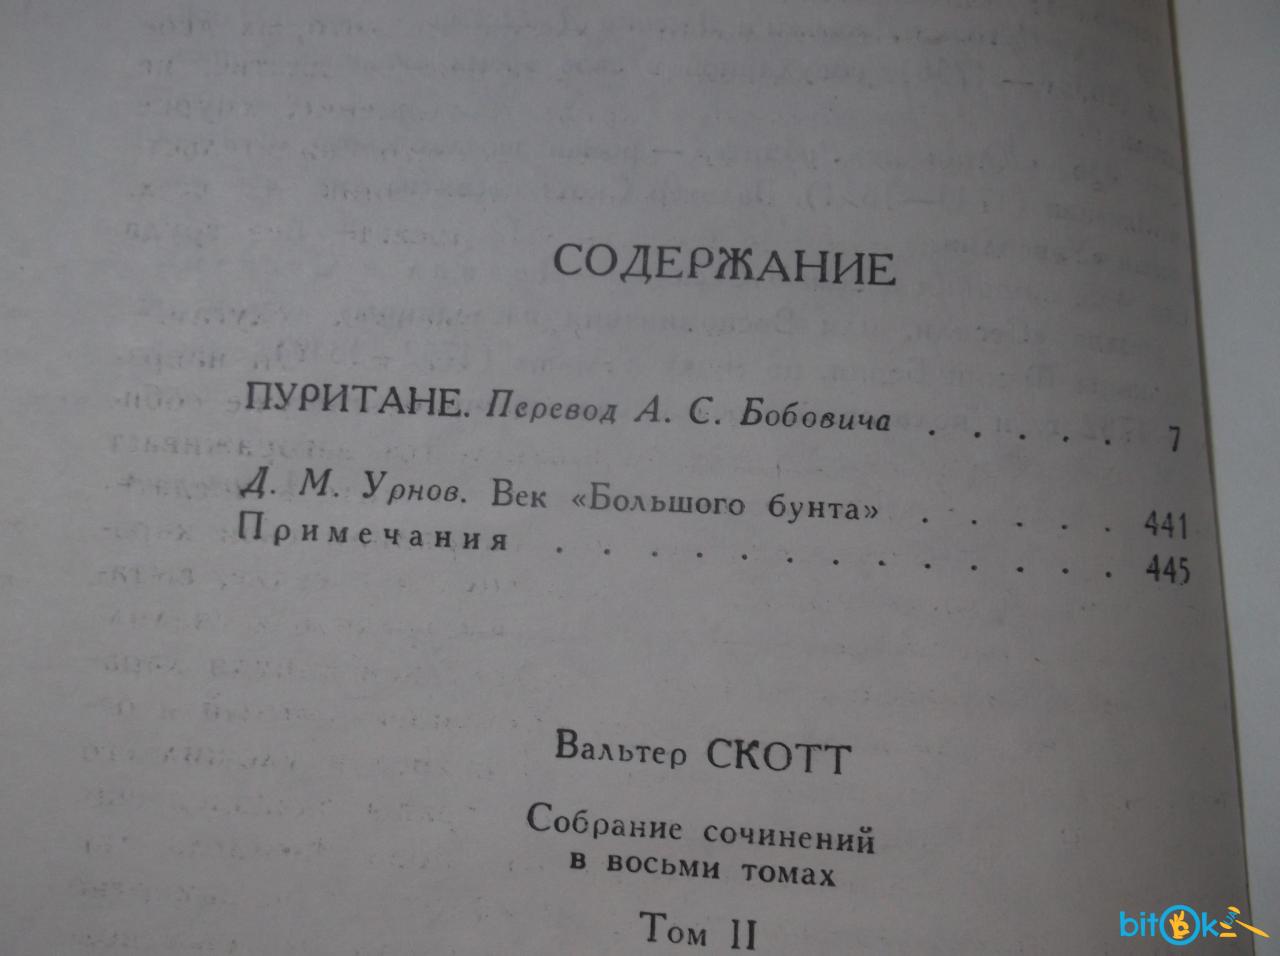 СОДЕРЖАНИЕ
ПУРИТАНЕ. Перевод А. С. Бобовича . . . . . 7
Д. М. Урнов. Век «Большого бунта» . . . . . 441
Примечания . . . . . . . . . . . . . 445
Вальтер СКОТТ
Собрание сочинений
в восьми томах
Том II
bitok